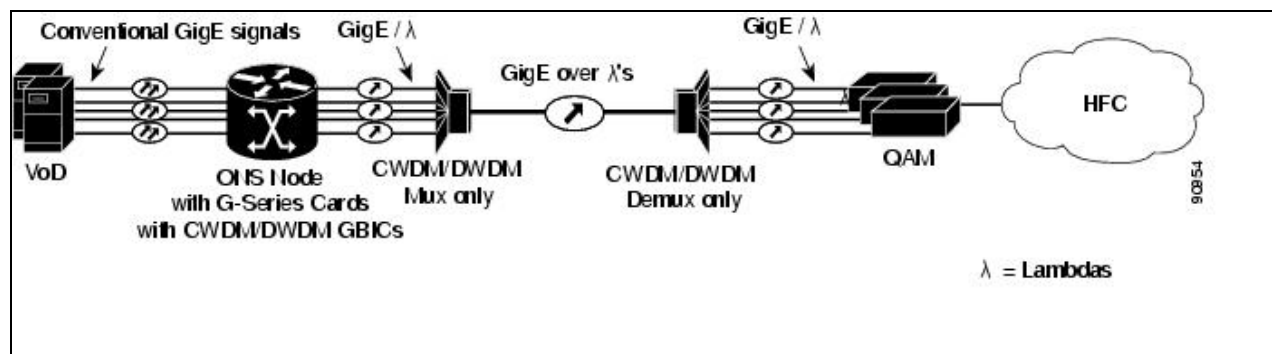 Conventional GigE signals
GigE / λ
GigE over λ's
GigE / λ
HFC
VoD
ONS Node
with G-Series Cards
with CWDM/DWDM GBICs
CWDM/DWDM
Mux only
CWDM/DWDM
Demux only
QAM
90954
λ = Lambdas